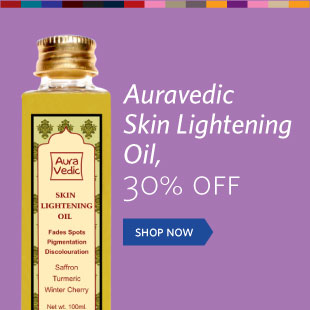 Auravedic
Skin Lightening
Oil,
30% OFF
SHOP NOW
Aura
Vedic
SKIN
LIGHTENING
OIL
Fades Spots
Pigmentation
Discolouration
Saffron
Turmeric
Winter Cherry
Net wt. 100ml.